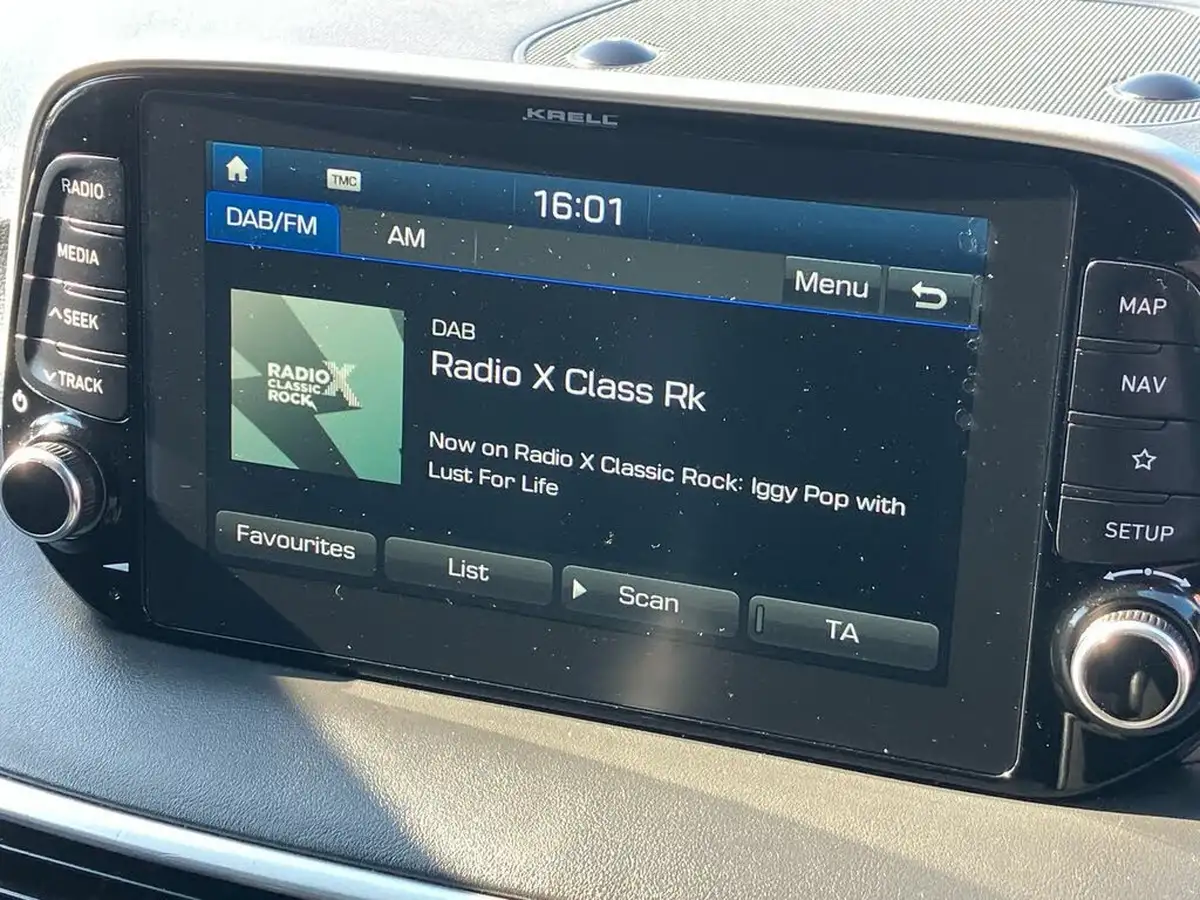 KRELL
TMC
16:01
DAB/FM
AM
Menu
RADIO
MEDIA
SEEK
TRACK
RADIO X
CLASSIC
ROCK
DAB
Radio X Class Rk
Now on Radio X Classic Rock: Iggy Pop with
Lust For Life
Favourites
List
Scan
TA
MAP
NAV
SETUP